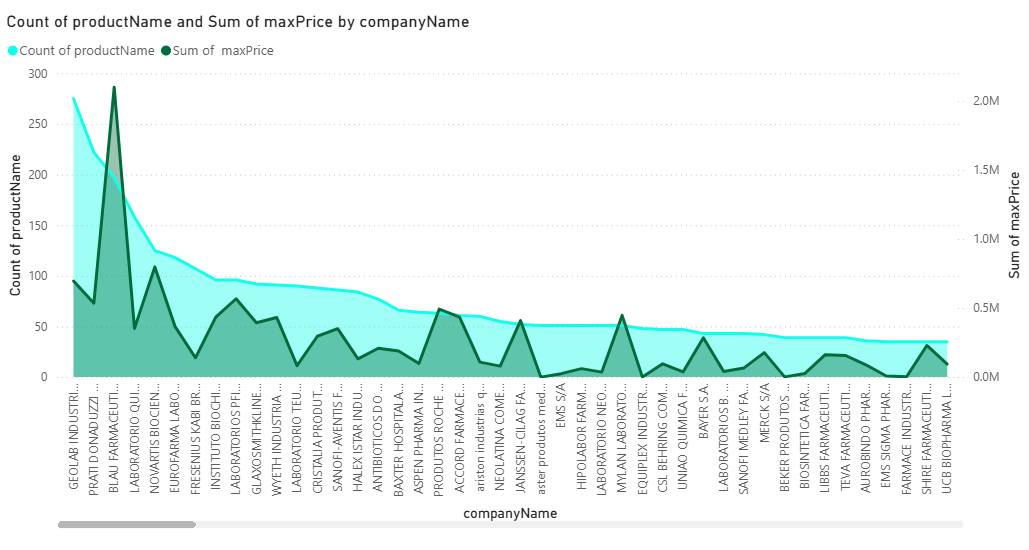 Count of productName and Sum of maxPrice by companyName
Count of productName Sum of maxPrice
300
250
200
150
100
50
0
Count of productName
2.0M
1.5M
1.0M
0.5M
0.0M
Sum of maxPrice
GEOLAB INDUSTRI...
PRATI DONADUZZI
BLAU FARMACEUTI...
LABORATORIO QUI...
NOVARTIS BIOCIEN...
EUROFARMA LABO...
FRESENIUS KABI BR...
INSTITUTO BIOCHI...
LABORATORIOS PFI...
GLAXOSMITHKLINE...
WYETH INDUSTRIA...
LABORATORIO TEU...
CRISTALIA PRODUT...
SANOFI-AVENTIS F...
HALEX ISTAR INDU...
ANTIBIOTICOS DO...
BAXTER HOSPITALA...
ASPEN PHARMA IN...
PRODUTOS ROCHE...
ACCORD FARMACE...
ariston industrias q...
NEOLATINA COME...
JANSSEN-CILAG FA...
aster produtos med...
EMS S/A
HIPOLABOR FARM...
LABORATORIO NEO...
MYLAN LABORATO...
EQUIPLEX INDUSTR...
CSL BEHRING COM...
UNIAO QUIMICA F...
BAYER S.A.
LABORATORIOS B...
SANOFI MEDLEY FA...
MERCK S/A
BEKER PRODUTOS ...
BIOSINTETICA FAR...
LIBBS FARMACEUTI...
TEVA FARMACEUTI...
AUROBINDO PHAR...
EMS SIGMA PHAR...
FARMACE INDUSTR...
SHIRE FARMACEUTI...
UCB BIOPHARMA L...
companyName